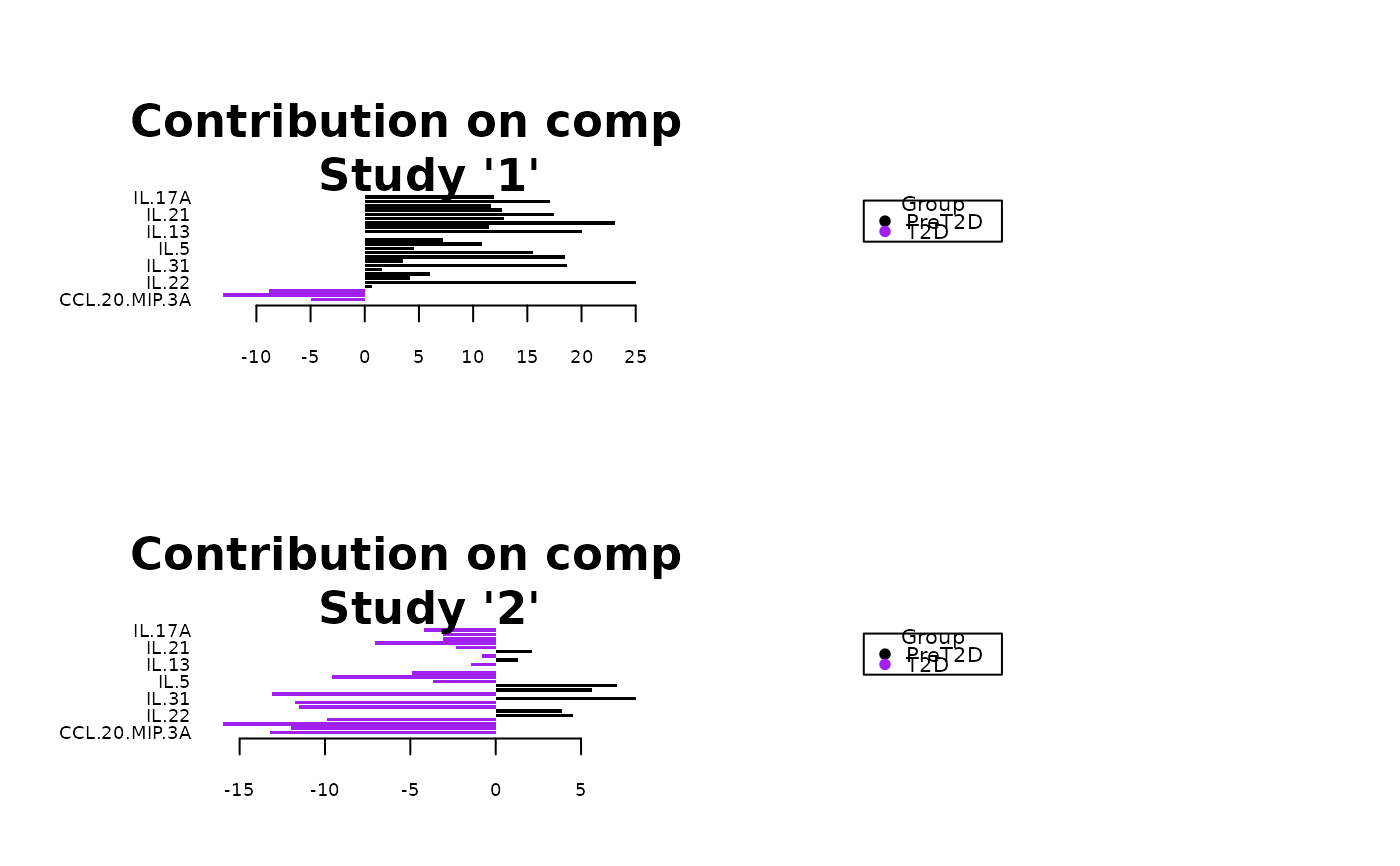 Contribution on comp
Study '1'
IL.17A
IL.21
IL.13
IL.5
IL.31
IL.22
CCL.20.MIP.3A
-10 -5 0 5 10 15 20 25
Group
PreT2D
T2D
Contribution on comp
Study '2'
IL.17A
IL.21
IL.13
IL.5
IL.31
IL.22
CCL.20.MIP.3A
-15 -10 -5 0 5
Group
PreT2D
T2D